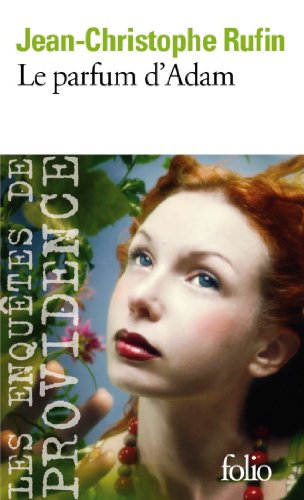 Jean-Christophe Rufin
Le parfum d'Adam
LES ENQUÊTES DE
PROVIDENCE
folio